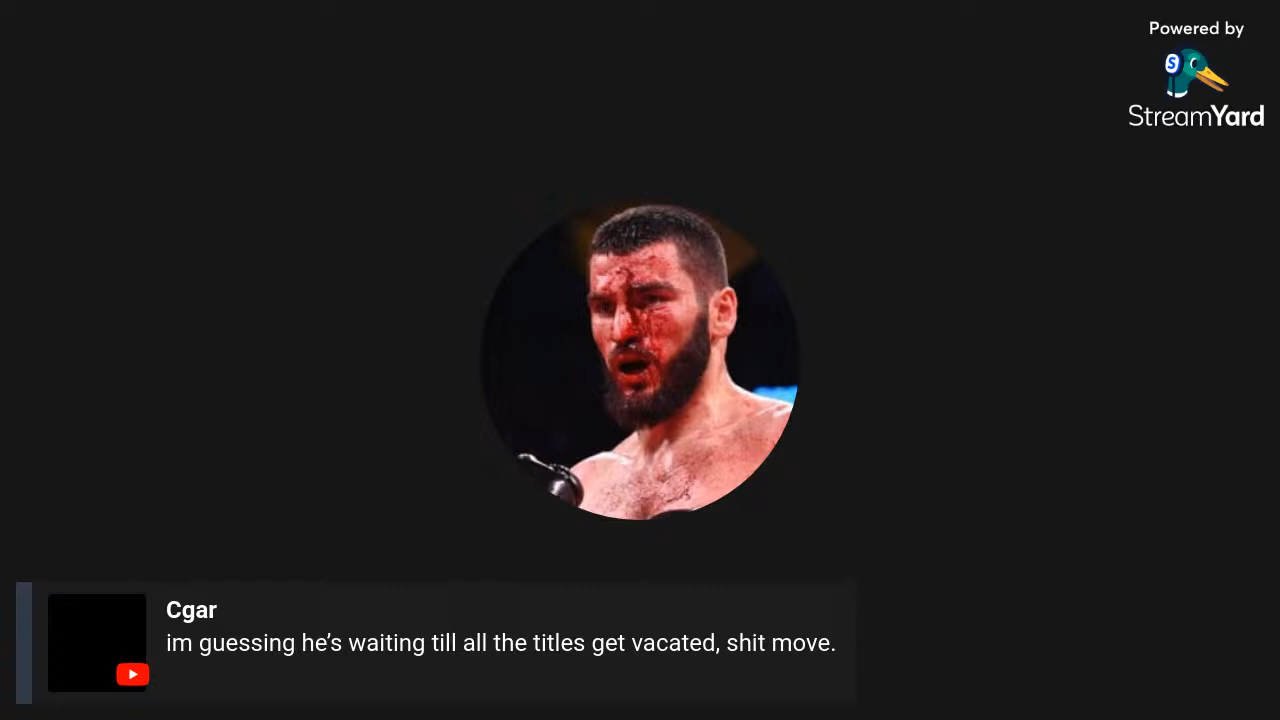 Powered by
S
StreamYard
Cgar
im guessing he’s waiting till all the titles get vacated, shit move.